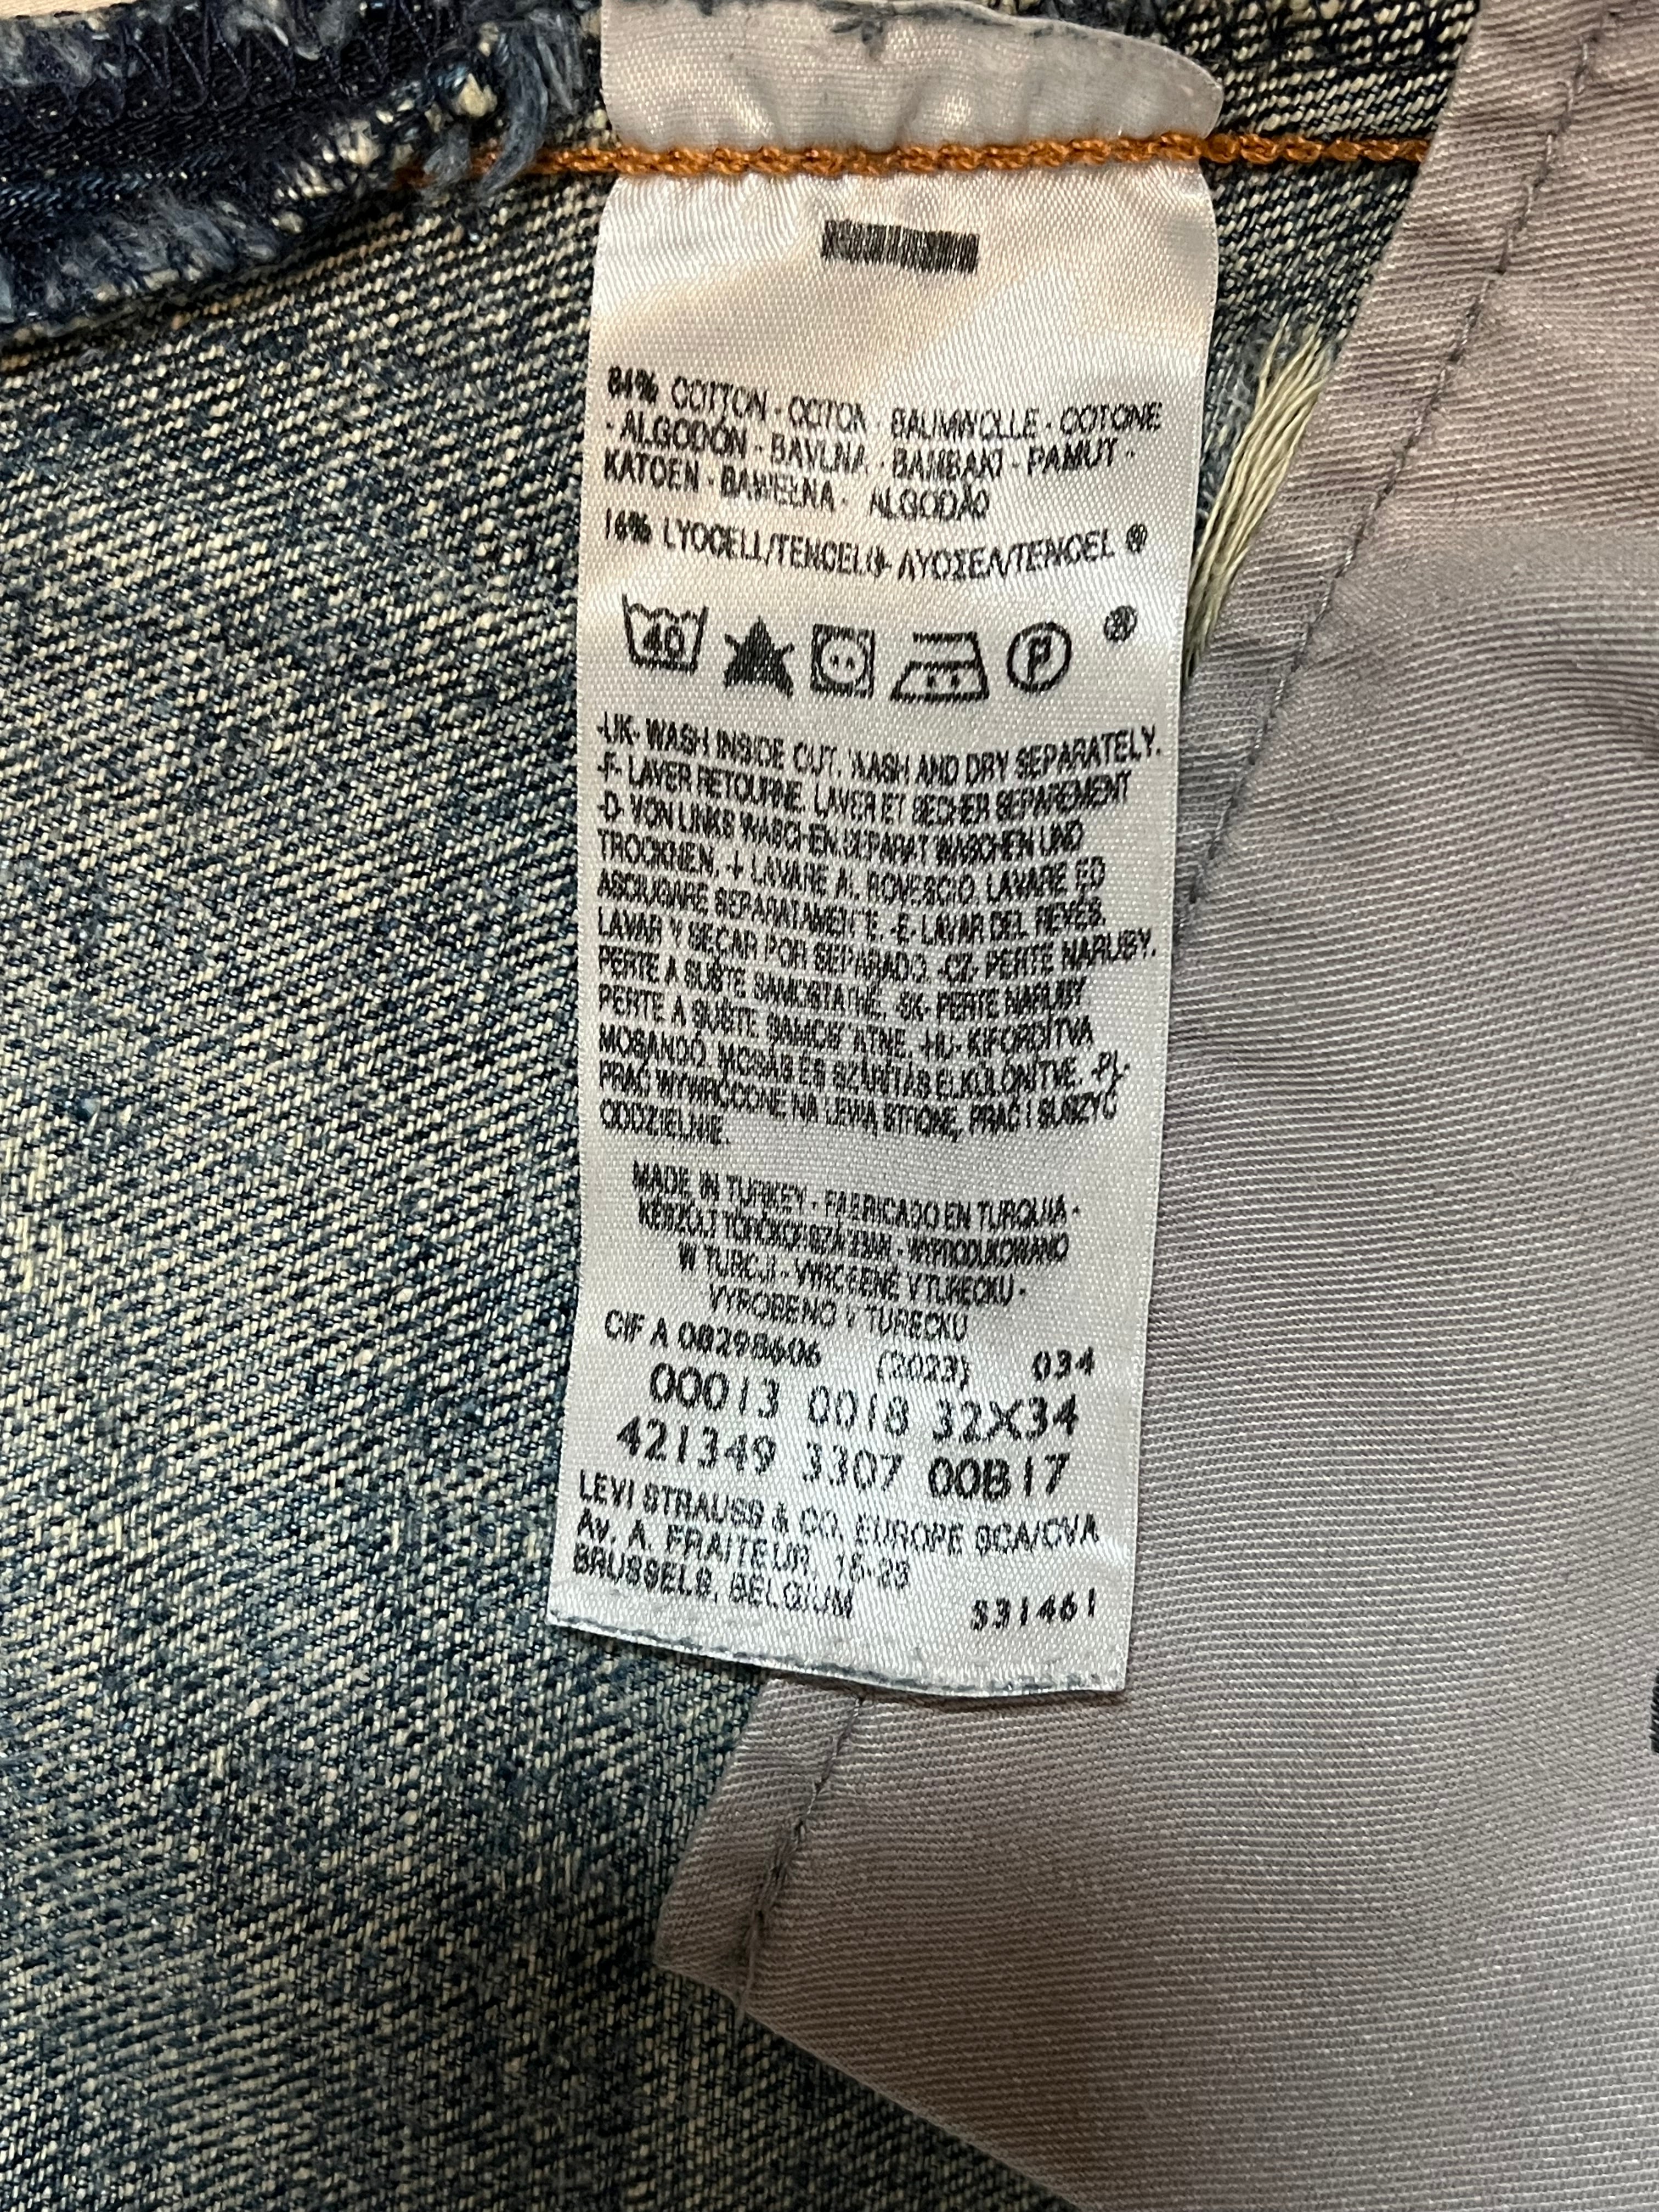 84% COTTON - COTON - BAUMWOLLE - COTONE
- ALGODÓN - BAVLNA - BAMBAKI - PAMUT -
KATOEN - BAWEŁNA - ALGODÃO
16% LYOCELL/TENCEL®- ΛΥΟΣΕΛ/TENCEL ®
40 P ®
-UK- WASH INSIDE OUT. WASH AND DRY SEPARATELY.
-F- LAVER RETOURNE. LAVER ET SECHER SEPAREMENT
-D- VON LINKS WASCHEN. SEPARAT WASCHEN UND
TROCKNEN. -I- LAVARE AL ROVESCIO. LAVARE ED
ASCIUGARE SEPARATAMENTE. -E- LAVAR DEL REVÉS.
LAVAR Y SECAR POR SEPARADO. -CZ- PERTE NARUBY.
PERTE A SUŠTE SAMOSTATNE. -SK- PERTE NARUBY
PERTE A SUŠTE SAMOSTATNE. -HU- KIFORDÍTVA
MOSANDÓ. MOSÁS ÉS SZÁRÍTÁS ELKÜLÖNÍTVE. -PL-
PRAĆ WYWRÓCONE NA LEWĄ STRONĘ, PRAĆ I SUSZYĆ
ODDZIELNIE.
MADE IN TURKEY - FABRICADO EN TURQUIA -
KÉSZÜLT TÖRÖKORSZÁGBAN - WYPRODUKOWANO
W TURCJI - VYROBENÉ V TURECKU -
VYROBENO V TURECKU
CIF A 08298606 (2023) 034
00013 0018 32X34
421349 3307 00B17
LEVI STRAUSS & CO. EUROPE SCA/CVA
Av. A. FRAITEUR, 15-23
BRUSSELS, BELGIUM S31461